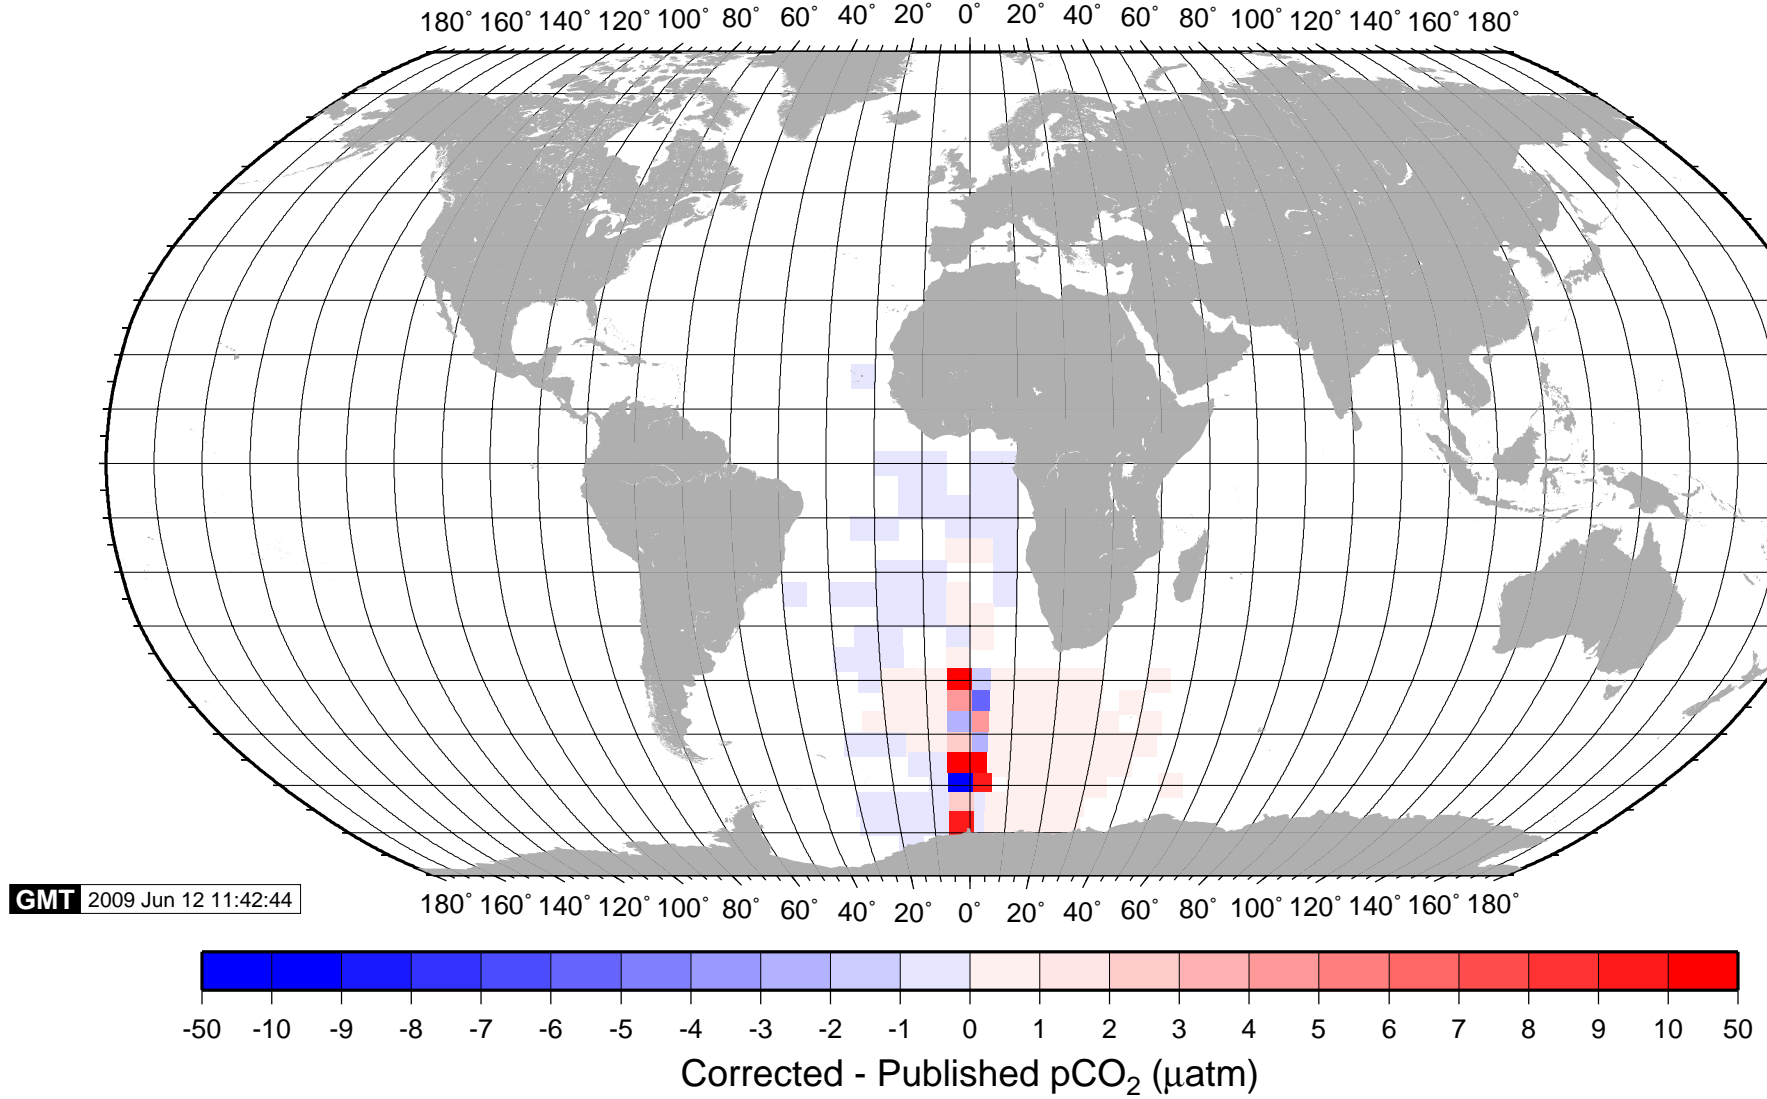 180° 160° 140° 120° 100° 80° 60° 40° 20° 0° 20° 40° 60° 80° 100° 120° 140° 160° 180°
180° 160° 140° 120° 100° 80° 60° 40° 20° 0° 20° 40° 60° 80° 100° 120° 140° 160° 180°
GMT 2009 Jun 12 11:42:44
-50 -10 -9 -8 -7 -6 -5 -4 -3 -2 -1 0 1 2 3 4 5 6 7 8 9 10 50
Corrected - Published pCO₂ (μatm)